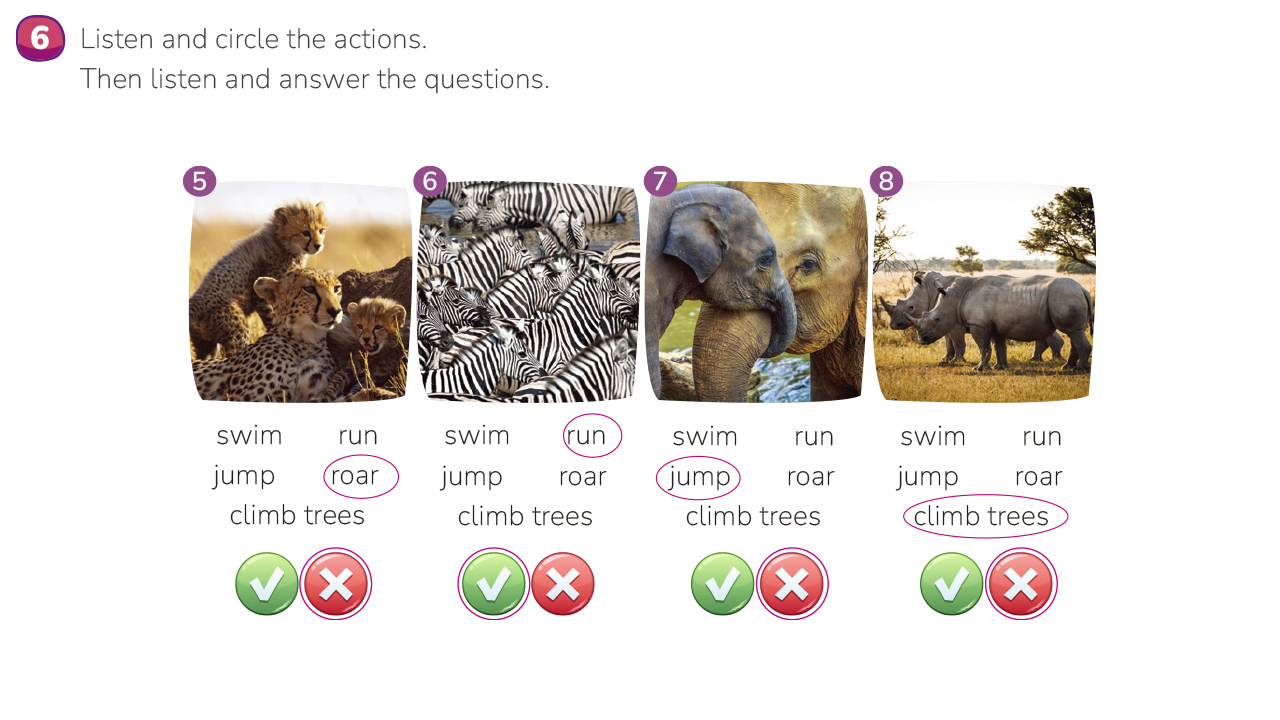 6 Listen and circle the actions.
Then listen and answer the questions.
5 6 7 8
swim run swim run swim run swim run
jump roar jump roar jump roar jump roar
climb trees climb trees climb trees climb trees